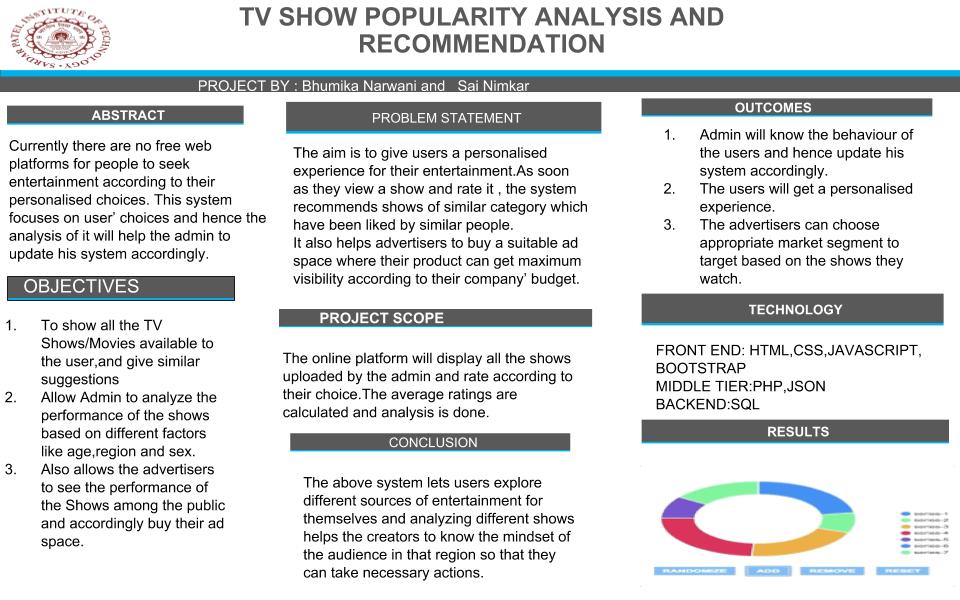 SARDAR PATEL INSTITUTE OF TECHNOLOGY
TV SHOW POPULARITY ANALYSIS AND
RECOMMENDATION
PROJECT BY : Bhumika Narwani and Sai Nimkar
ABSTRACT
Currently there are no free web
platforms for people to seek
entertainment according to their
personalised choices. This system
focuses on user’ choices and hence the
analysis of it will help the admin to
update his system accordingly.
OBJECTIVES
1. To show all the TV
Shows/Movies available to
the user,and give similar
suggestions
2. Allow Admin to analyze the
performance of the shows
based on different factors
like age,region and sex.
3. Also allows the advertisers
to see the performance of
the Shows among the public
and accordingly buy their ad
space.
PROBLEM STATEMENT
The aim is to give users a personalised
experience for their entertainment.As soon
as they view a show and rate it , the system
recommends shows of similar category which
have been liked by similar people.
It also helps advertisers to buy a suitable ad
space where their product can get maximum
visibility according to their company’ budget.
PROJECT SCOPE
The online platform will display all the shows
uploaded by the admin and rate according to
their choice.The average ratings are
calculated and analysis is done.
CONCLUSION
The above system lets users explore
different sources of entertainment for
themselves and analyzing different shows
helps the creators to know the mindset of
the audience in that region so that they
can take necessary actions.
OUTCOMES
1. Admin will know the behaviour of
the users and hence update his
system accordingly.
2. The users will get a personalised
experience.
3. The advertisers can choose
appropriate market segment to
target based on the shows they
watch.
TECHNOLOGY
FRONT END: HTML,CSS,JAVASCRIPT,
BOOTSTRAP
MIDDLE TIER:PHP,JSON
BACKEND:SQL
RESULTS
series-1
series-2
series-3
series-4
series-5
series-6
series-7
RANDOMIZE ADD REMOVE RESET